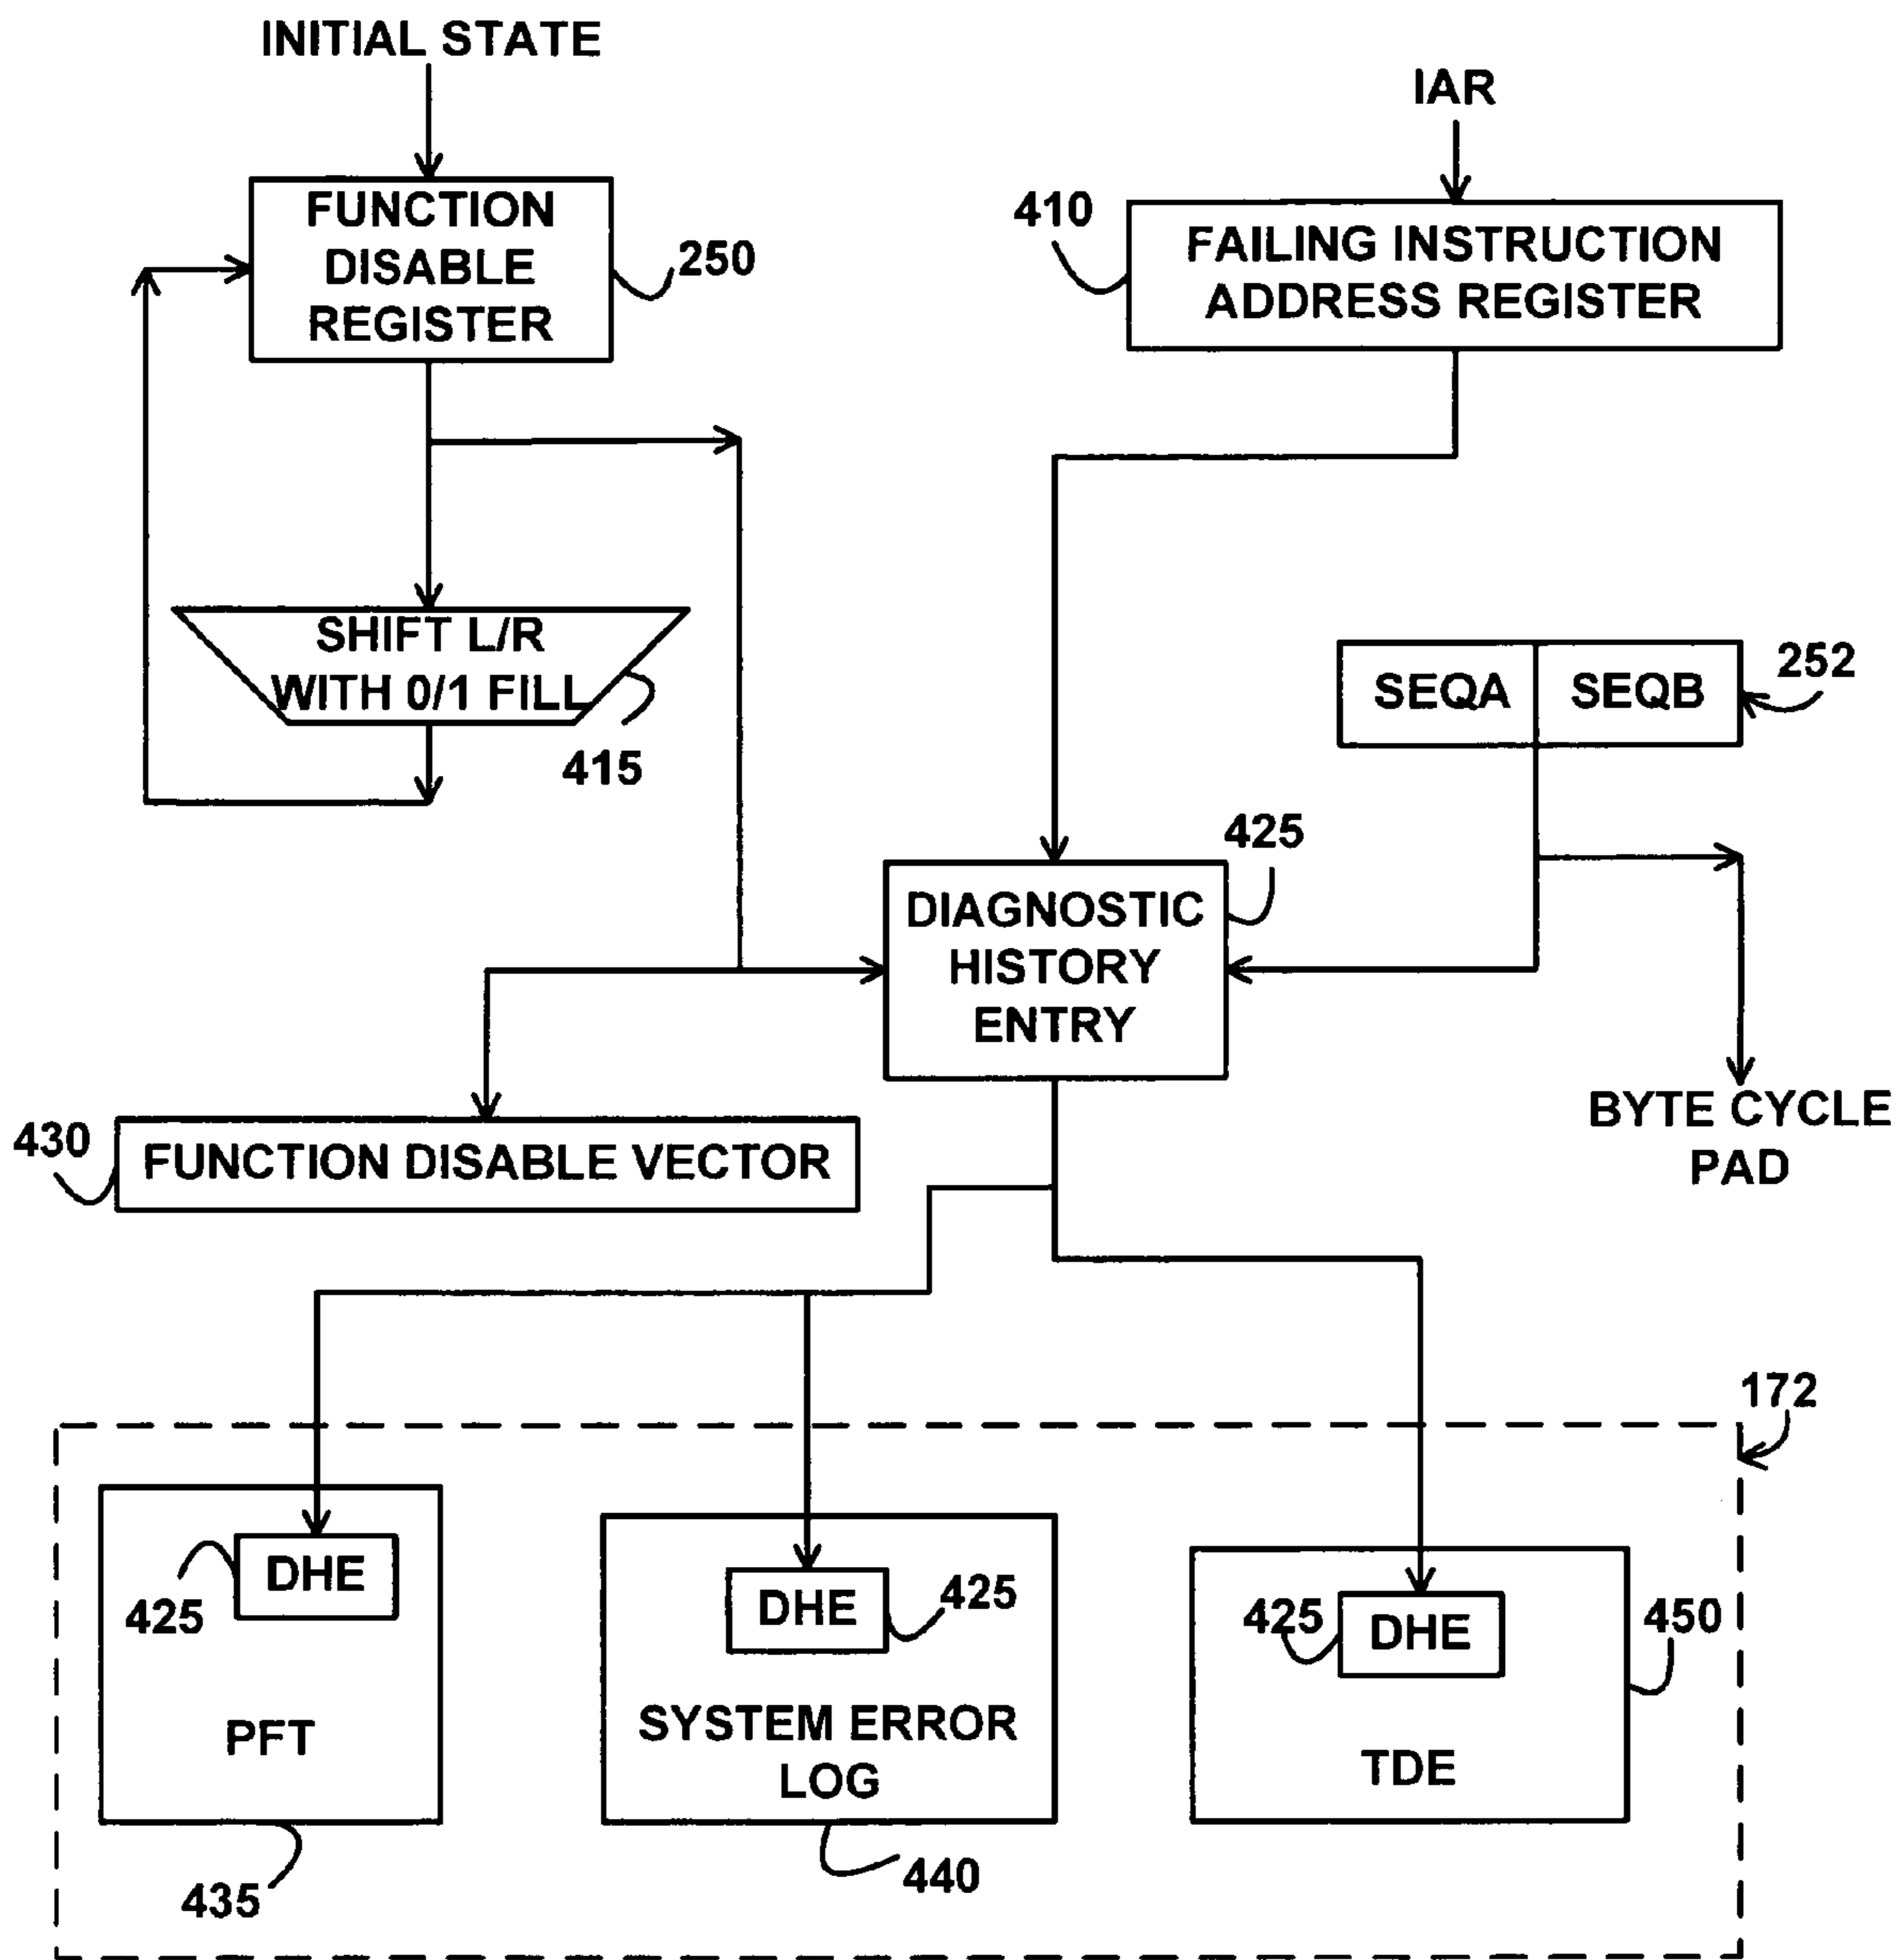 INITIAL STATE
IAR
FUNCTION
DISABLE
REGISTER
250
410
FAILING INSTRUCTION
ADDRESS REGISTER
SHIFT L/R
WITH 0/1 FILL
415
SEQA
SEQB
252
425
DIAGNOSTIC
HISTORY
ENTRY
BYTE CYCLE
PAD
430
FUNCTION DISABLE VECTOR
172
DHE
425
PFT
435
DHE
425
SYSTEM ERROR
LOG
440
425
DHE
450
TDE